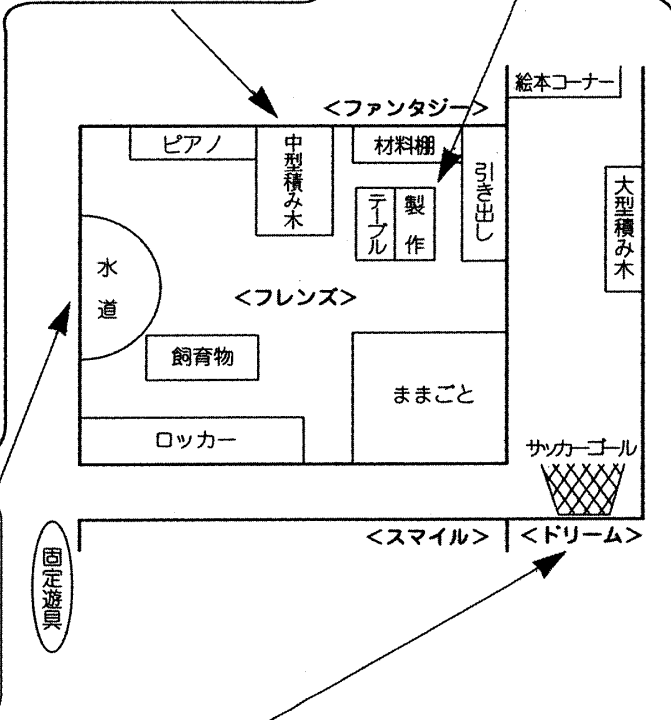 絵本コーナー
＜ファンタジー＞
ピアノ
中型積み木
材料棚
引き出し
大型積み木
テーブル
製作
水道
＜フレンズ＞
飼育物
ままごと
ロッカー
サッカーゴール
＜スマイル＞
＜ドリーム＞
固定遊具